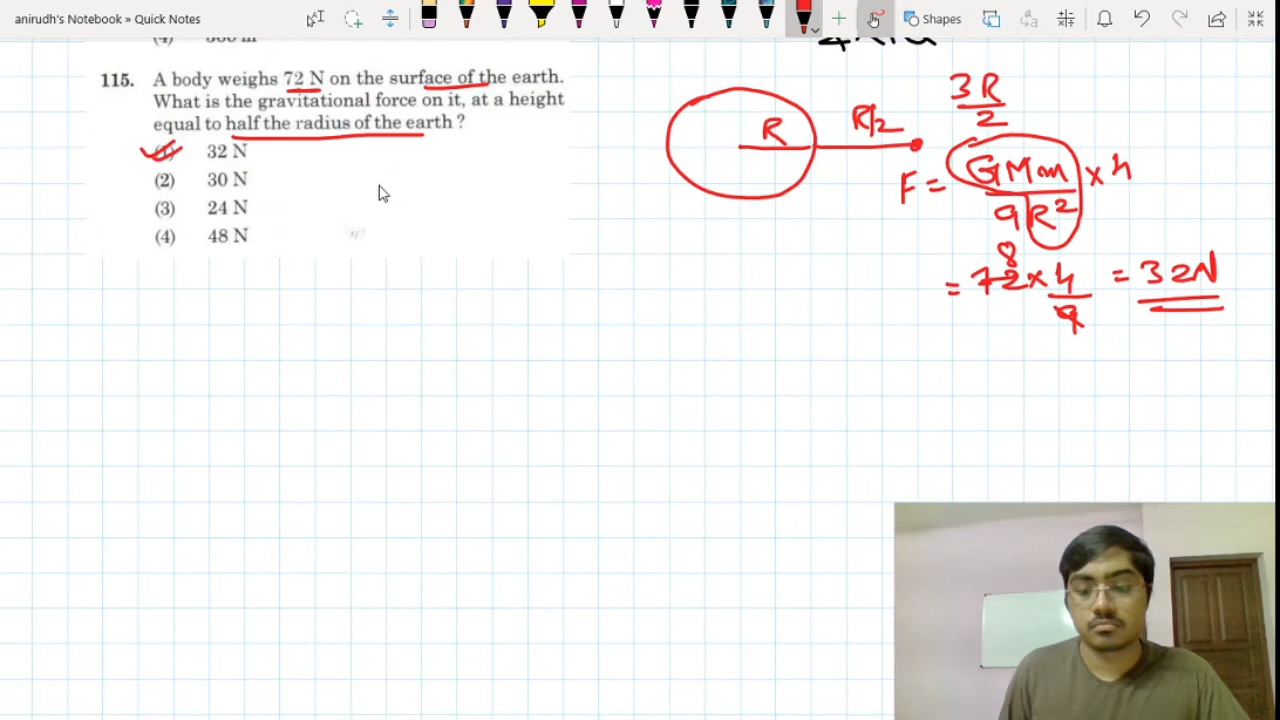 anirudh's Notebook » Quick Notes
Shapes
115. A body weighs 72 N on the surface of the earth.
What is the gravitational force on it, at a height
equal to half the radius of the earth ?
(1) 32 N
(2) 30 N
(3) 24 N
(4) 48 N
R
R/2
3R/2
F = GMm/9R² × 4
= 72 × 4/9 = 32N
8